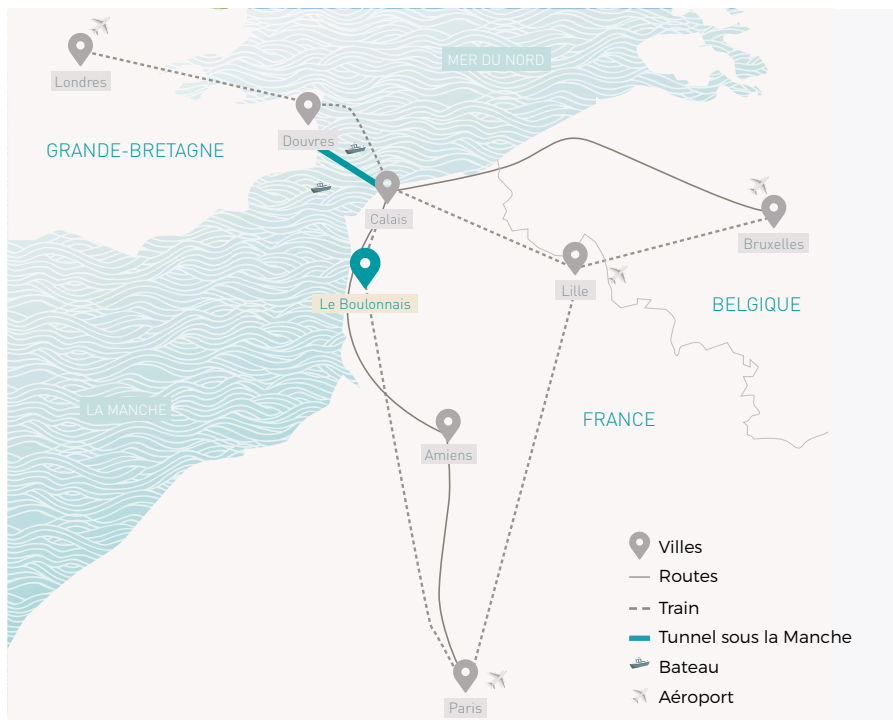 Londres
MER DU NORD
Douvres
GRANDE-BRETAGNE
Calais
Bruxelles
Lille
Le Boulonnais
BELGIQUE
LA MANCHE
FRANCE
Amiens
Villes
Routes
Train
Tunnel sous la Manche
Bateau
Aéroport
Paris